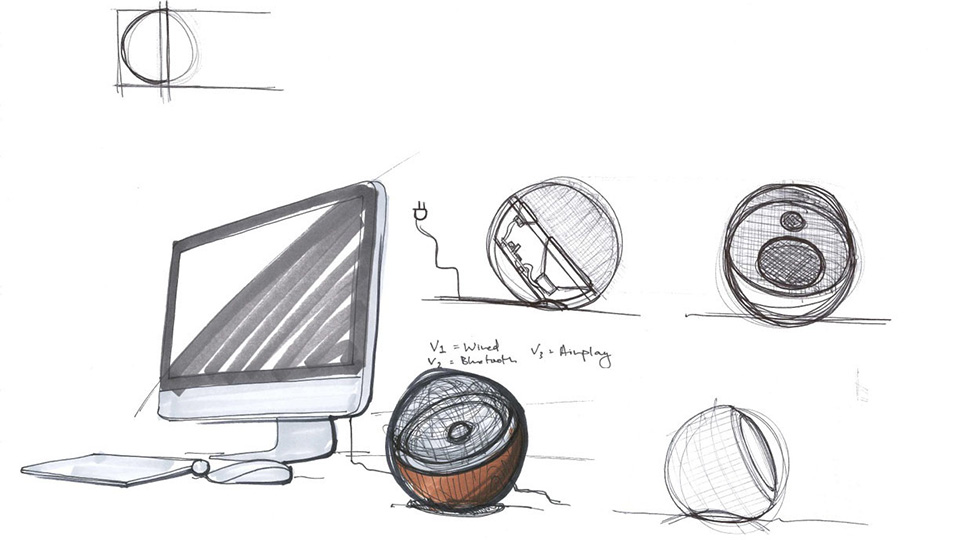 V1 = Wired V3 = Airplay
V2 = Bluetooth